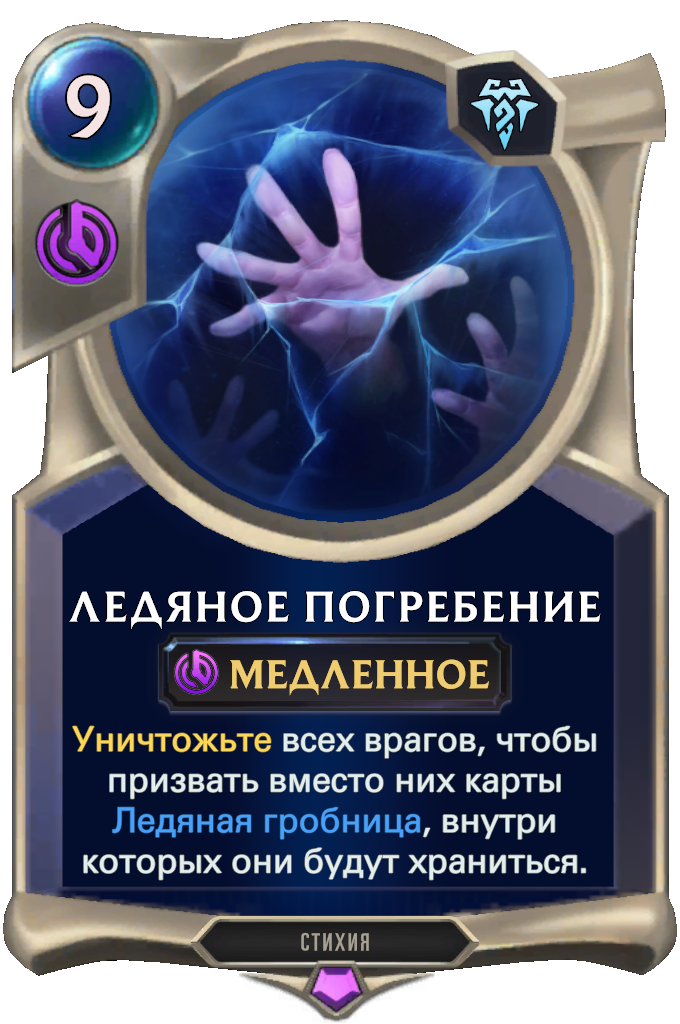 9
ЛЕДЯНОЕ ПОГРЕБЕНИЕ
МЕДЛЕННОЕ
Уничтожьте всех врагов, чтобы
призвать вместо них карты
Ледяная гробница, внутри
которых они будут храниться.
СТИХИЯ